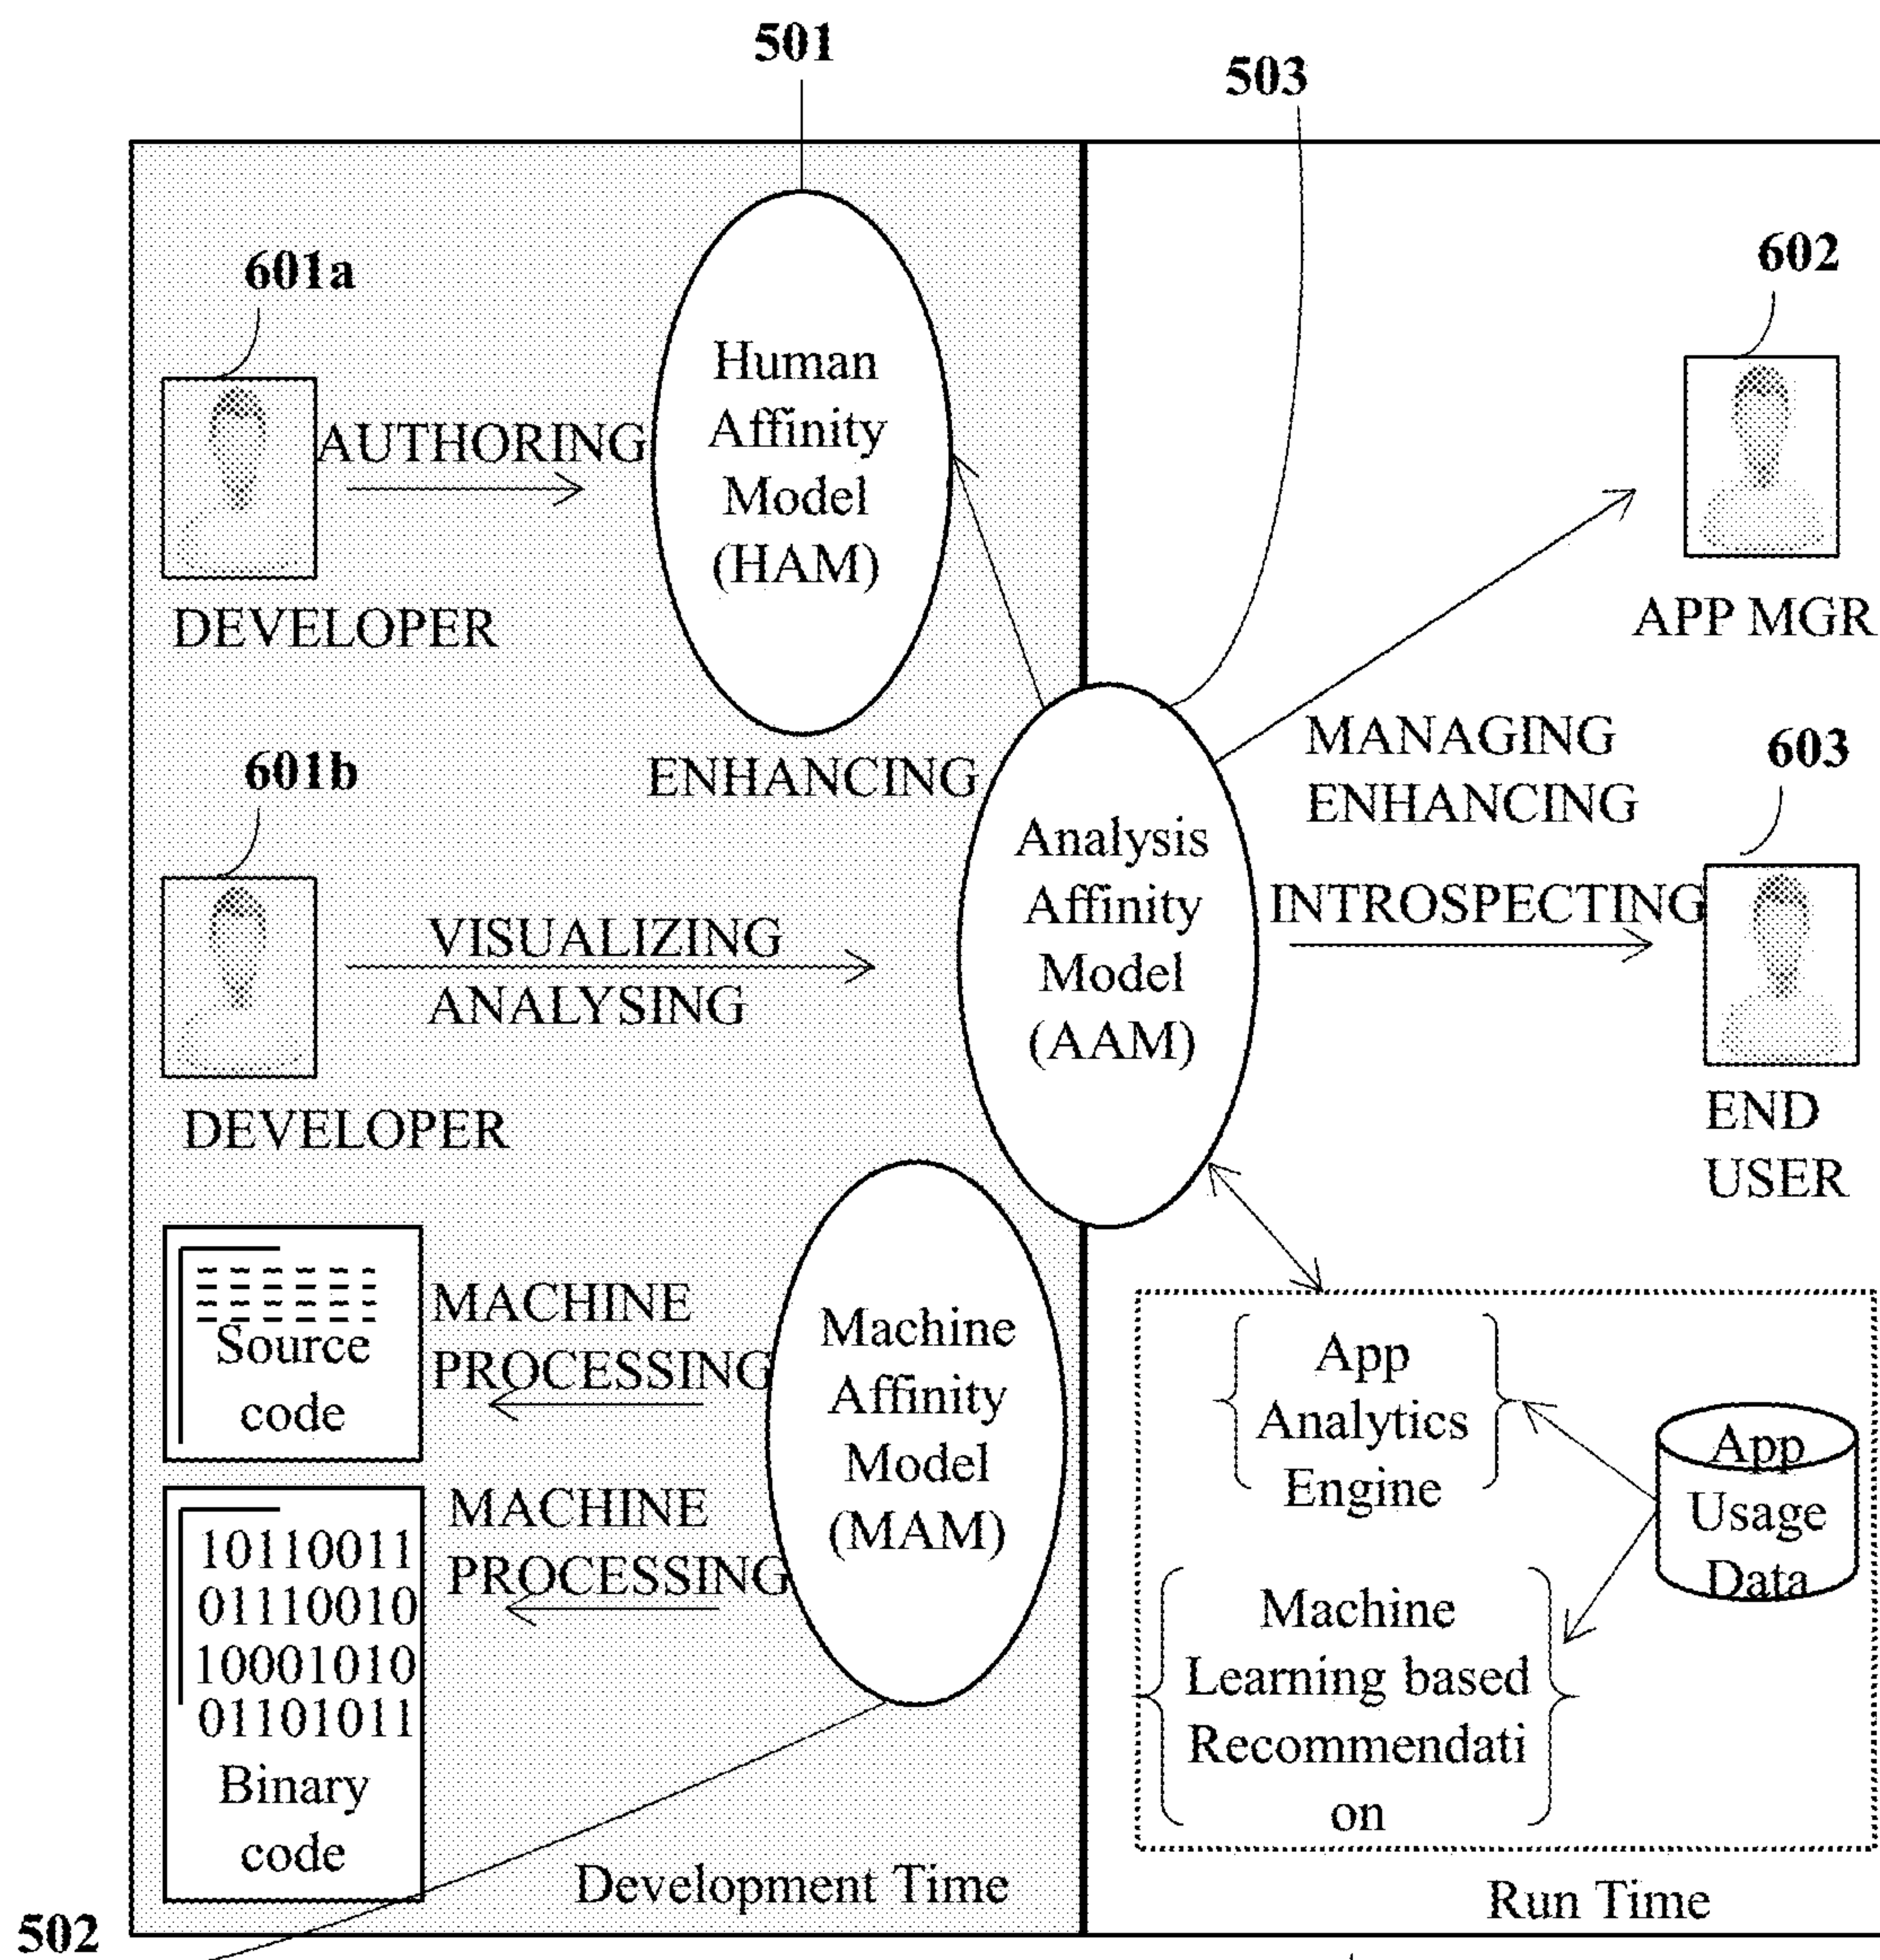 501
503
601a
602
Human
Affinity
Model
(HAM)
AUTHORING
DEVELOPER
APP MGR
601b
ENHANCING
MANAGING
ENHANCING
603
Analysis
Affinity
Model
(AAM)
INTROSPECTING
VISUALIZING
ANALYSING
DEVELOPER
END
USER
Source
code
MACHINE
PROCESSING
Machine
Affinity
Model
(MAM)
App
Analytics
Engine
App
Usage
Data
10110011
01110010
10001010
01101011
Binary
code
MACHINE
PROCESSING
Machine
Learning based
Recommendati
on
Development Time
Run Time
502